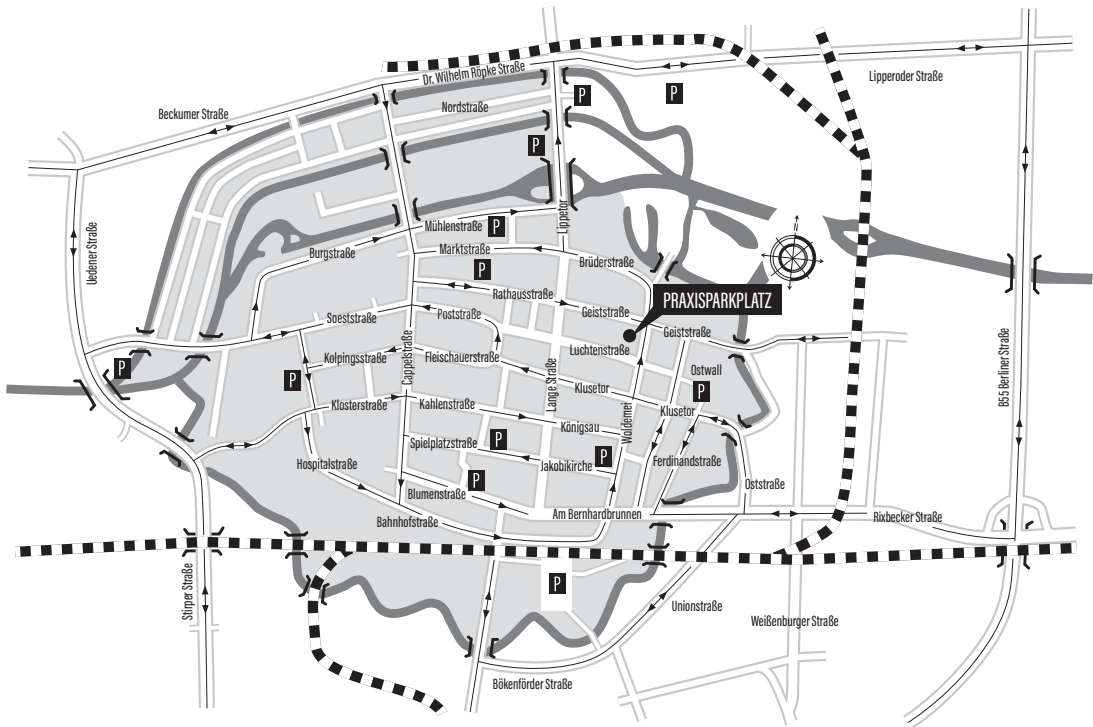 Dr. Wilhelm Röpke Straße
Lipperoder Straße
P
P
Beckumer Straße
Nordstraße
P
Uedener Straße
Lippetor
Mühlenstraße
P
N
Burgstraße
Marktstraße
Brüderstraße
P
Rathausstraße
PRAXISPARKPLATZ
Soeststraße
Poststraße
Geiststraße
Geiststraße
Kolpingsstraße
Cappelstraße
Fleischauerstraße
Lange Straße
Luchtenstraße
B55 Berliner Straße
P
P
Klusetor
Ostwall
P
Klosterstraße
Kahlenstraße
Königsau
Woldemei
Klusetor
Spielplatzstraße
P
Jakobikirche
P
Ferdinandstraße
Hospitalstraße
P
Blumenstraße
Oststraße
Bahnhofstraße
Am Bernhardbrunnen
Rixbecker Straße
Stirper Straße
P
Unionstraße
Weißenburger Straße
Bökenförder Straße